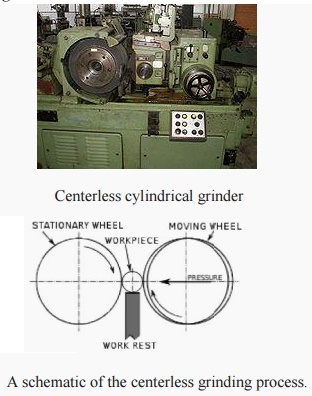 Centerless cylindrical grinder
STATIONARY WHEEL
MOVING WHEEL
WORKPIECE
PRESSURE
WORK REST
A schematic of the centerless grinding process.